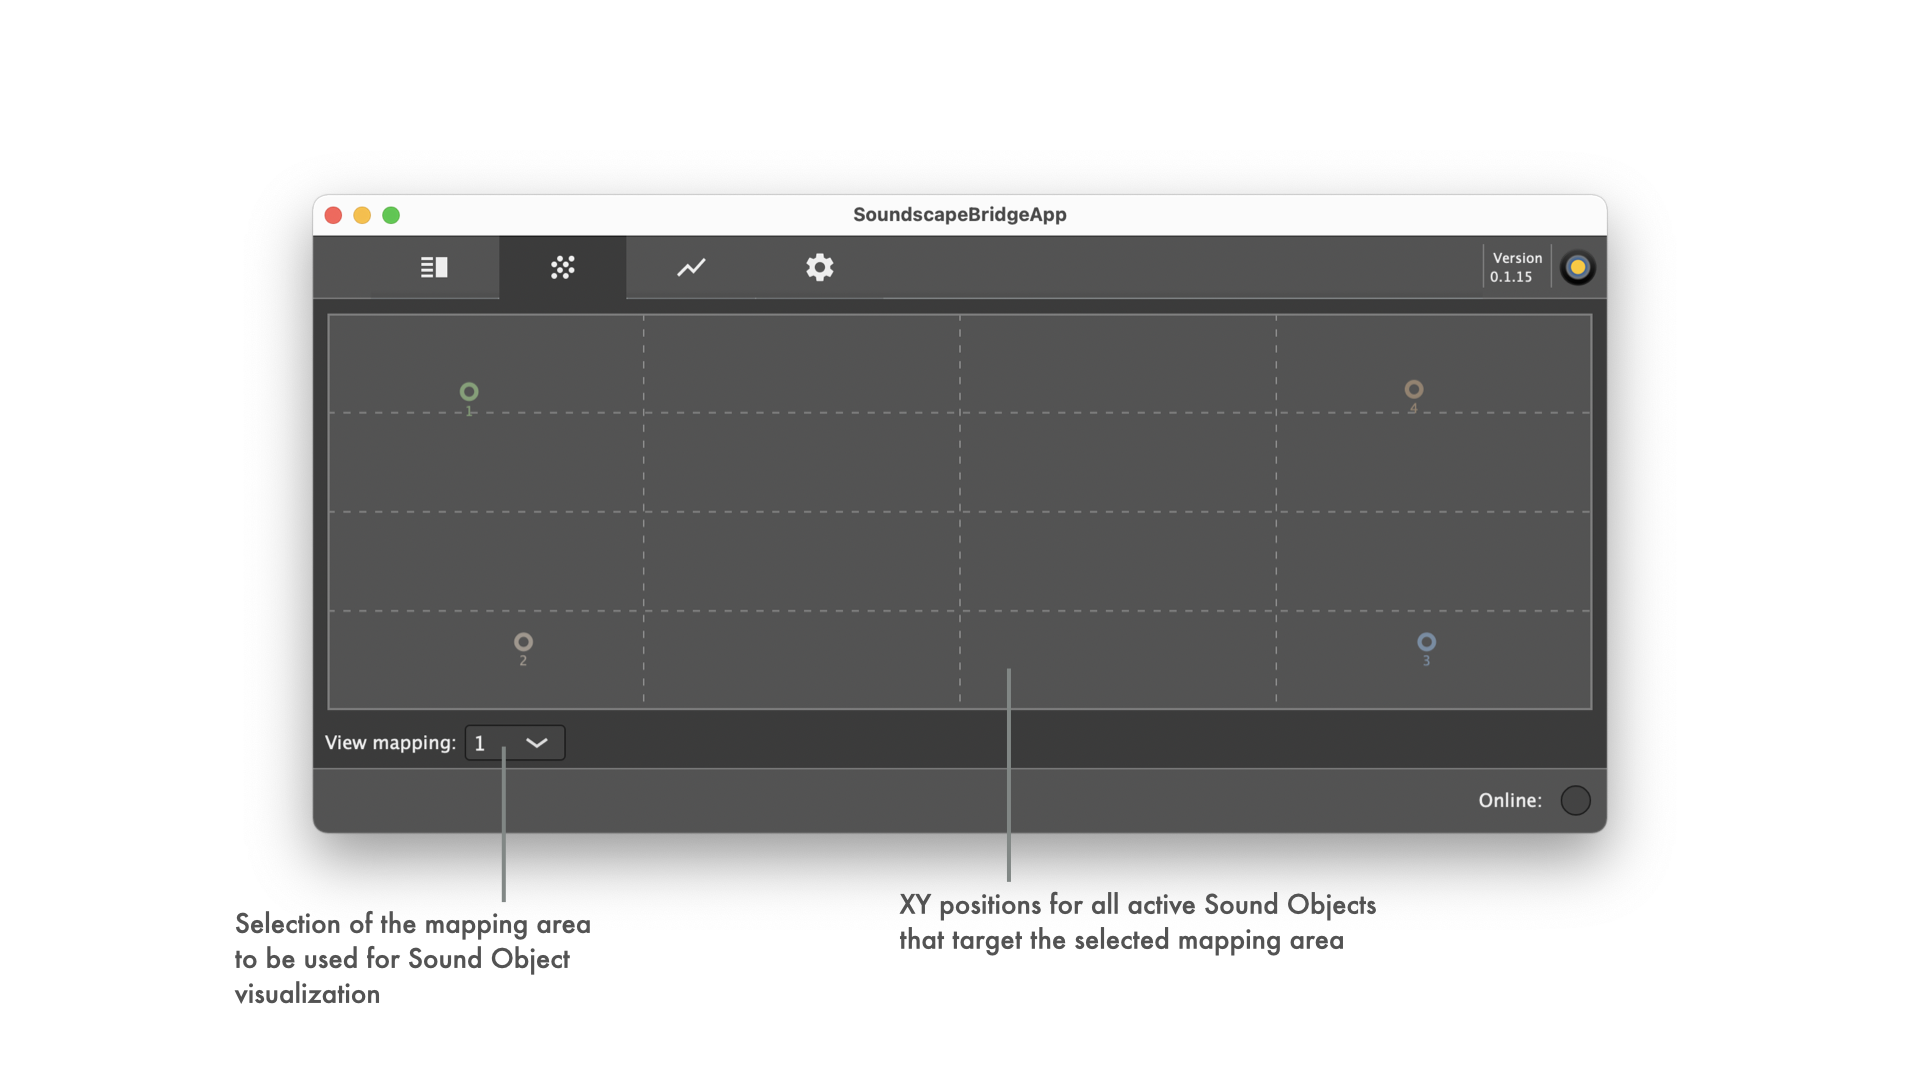 SoundscapeBridgeApp
Version
0.1.15
1
4
2
3
View mapping: 1
Online:
Selection of the mapping area
to be used for Sound Object
visualization
XY positions for all active Sound Objects
that target the selected mapping area